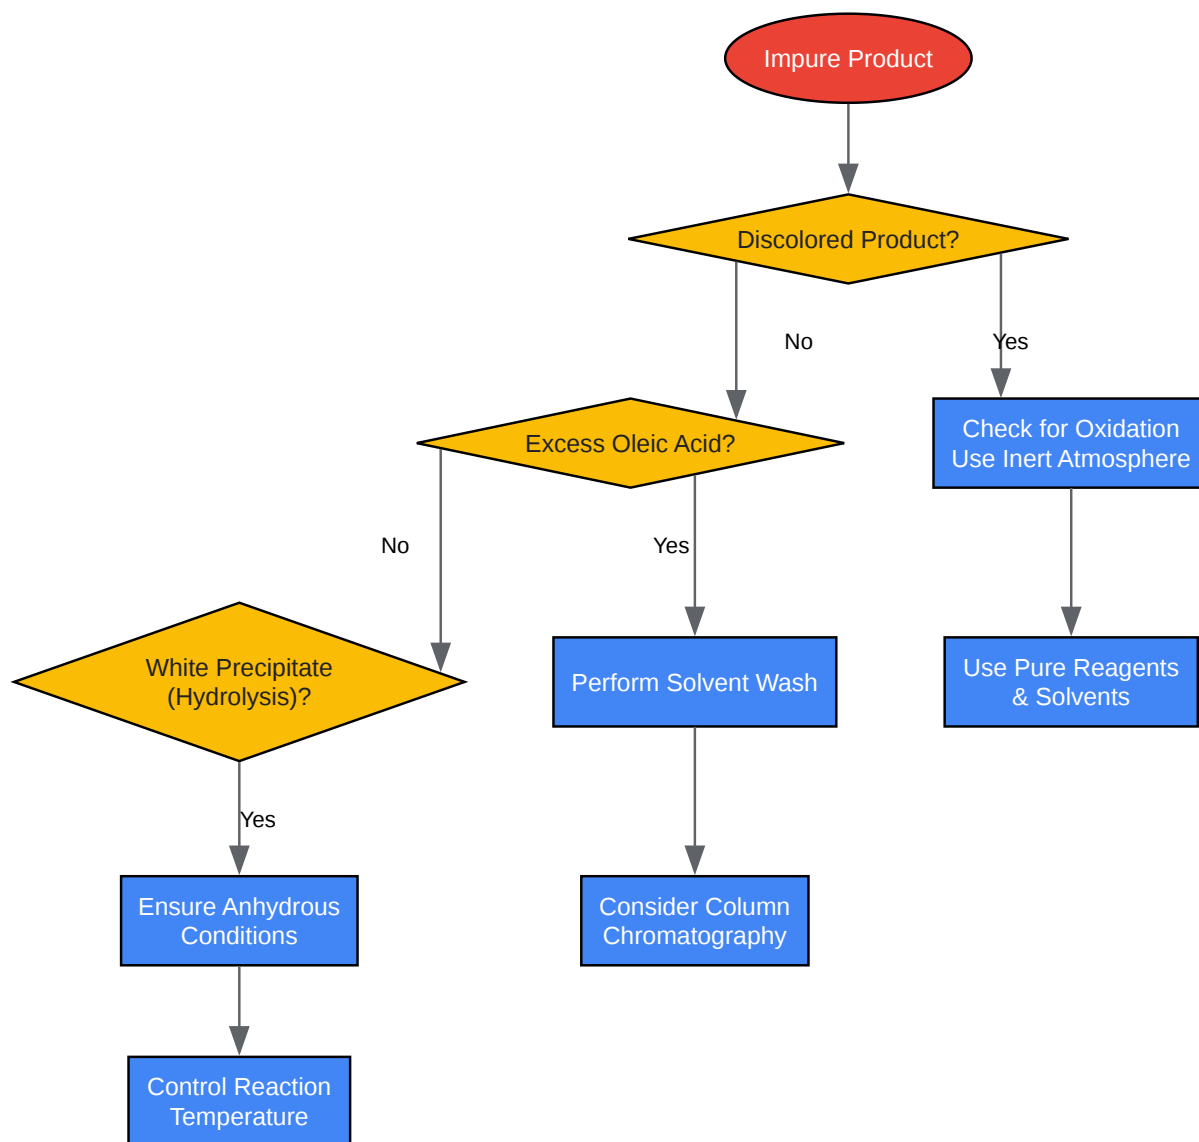 Impure Product
Discolored Product?
No
Yes
Excess Oleic Acid?
Check for Oxidation
Use Inert Atmosphere
No
Yes
White Precipitate
(Hydrolysis)?
Perform Solvent Wash
Use Pure Reagents
& Solvents
Yes
Ensure Anhydrous
Conditions
Consider Column
Chromatography
Control Reaction
Temperature